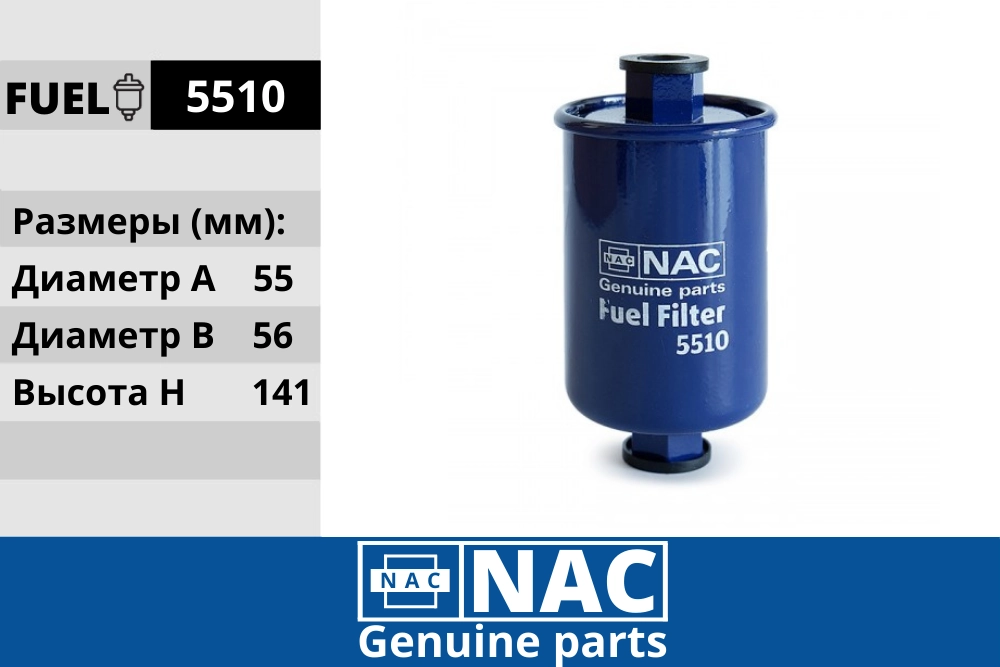 FUEL 5510
Размеры (мм):
Диаметр A 55
Диаметр B 56
Высота H 141
NAC NAC
Genuine parts
Fuel Filter
5510
NAC NAC
Genuine parts